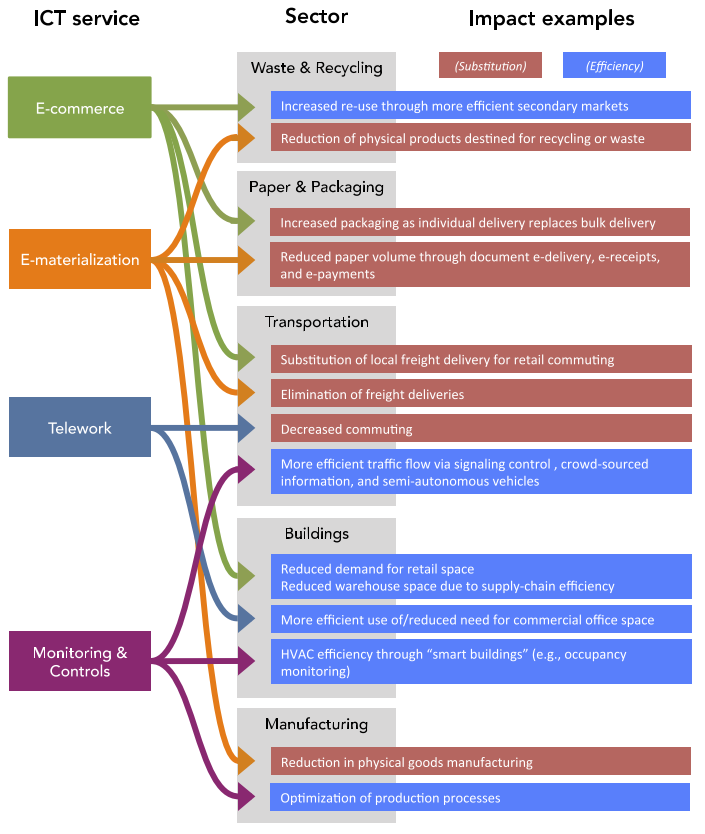 ICT service
Sector
Impact examples
Waste & Recycling
(Substitution)
(Efficiency)
E-commerce
Increased re-use through more efficient secondary markets
Reduction of physical products destined for recycling or waste
Paper & Packaging
Increased packaging as individual delivery replaces bulk delivery
E-materialization
Reduced paper volume through document e-delivery, e-receipts,
and e-payments
Transportation
Substitution of local freight delivery for retail commuting
Elimination of freight deliveries
Telework
Decreased commuting
More efficient traffic flow via signaling control , crowd-sourced
information, and semi-autonomous vehicles
Buildings
Reduced demand for retail space
Reduced warehouse space due to supply-chain efficiency
More efficient use of/reduced need for commercial office space
Monitoring &
Controls
HVAC efficiency through “smart buildings” (e.g., occupancy
monitoring)
Manufacturing
Reduction in physical goods manufacturing
Optimization of production processes